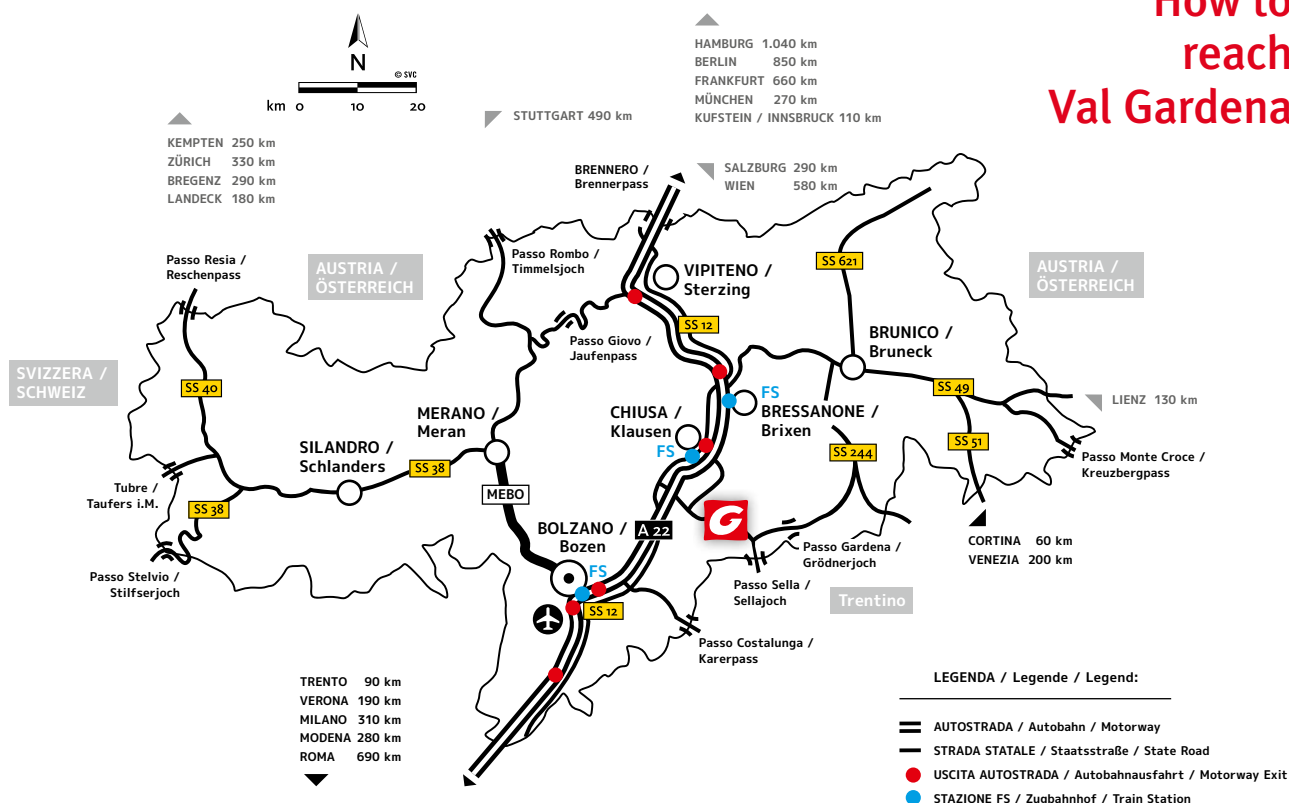 How to
reach
Val Gardena
N
© SVC
km 0 10 20
HAMBURG 1.040 km
BERLIN 850 km
FRANKFURT 660 km
MÜNCHEN 270 km
KUFSTEIN / INNSBRUCK 110 km
STUTTGART 490 km
KEMPTEN 250 km
ZÜRICH 330 km
BREGENZ 290 km
LANDECK 180 km
BRENNERO /
Brennerpass
SALZBURG 290 km
WIEN 580 km
Passo Resia /
Reschenpass
AUSTRIA /
ÖSTERREICH
Passo Rombo /
Timmelsjoch
VIPITENO /
Sterzing
SS 621
AUSTRIA /
ÖSTERREICH
SS 12
Passo Giovo /
Jaufenpass
BRUNICO /
Bruneck
SVIZZERA /
SCHWEIZ
SS 40
SS 49
FS
BRESSANONE /
Brixen
LIENZ 130 km
MERANO /
Meran
CHIUSA /
Klausen
FS
SILANDRO /
Schlanders
SS 38
SS 244
SS 51
Passo Monte Croce /
Kreuzbergpass
Tubre /
Taufers i.M.
SS 38
MEBO
BOLZANO /
Bozen
A 22
G
CORTINA 60 km
VENEZIA 200 km
Passo Gardena /
Grödnerjoch
Passo Stelvio /
Stilfserjoch
FS
Passo Sella /
Sellajoch
Trentino
SS 12
Passo Costalunga /
Karerpass
TRENTO 90 km
VERONA 190 km
MILANO 310 km
MODENA 280 km
ROMA 690 km
LEGENDA / Legende / Legend:
AUTOSTRADA / Autobahn / Motorway
STRADA STATALE / Staatsstraße / State Road
USCITA AUTOSTRADA / Autobahnausfahrt / Motorway Exit
STAZIONE FS / Zugbahnhof / Train Station